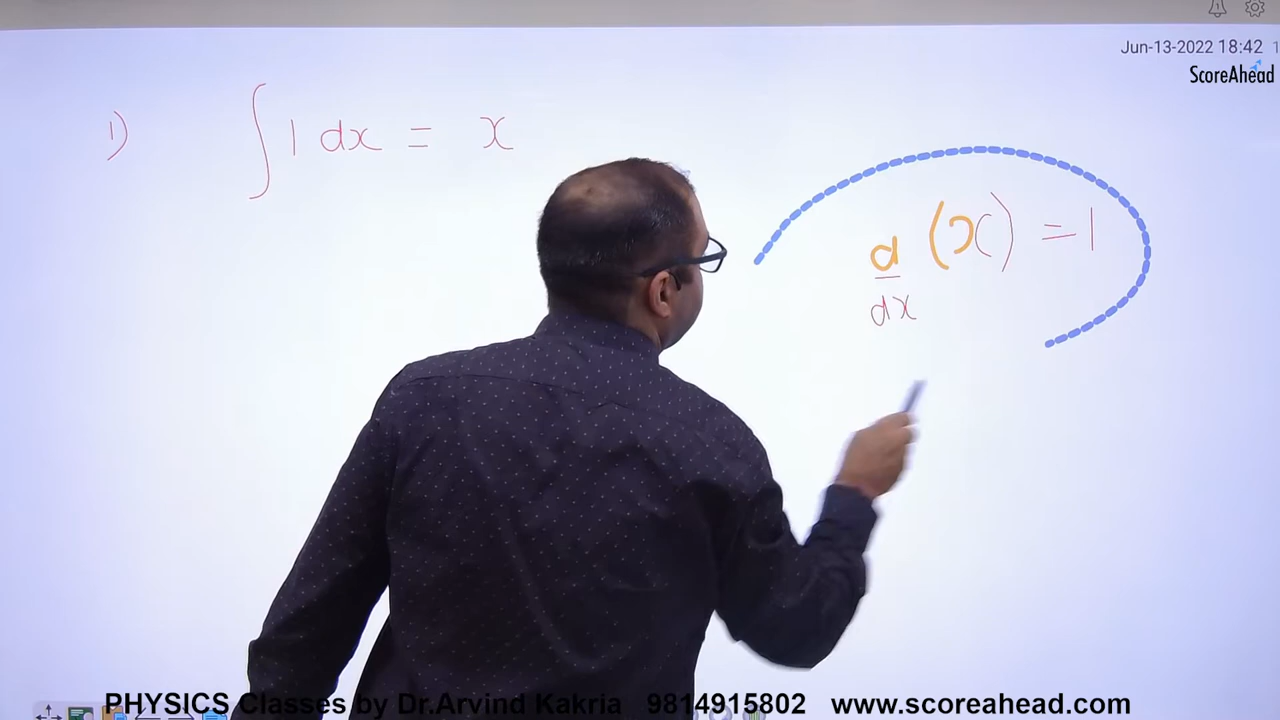 Jun-13-2022 18:42
ScoreAhead
1) ∫ 1 dx = x
d/dx (x) = 1
PHYSICS Classes by Dr.Arvind Kakria 9814915802 www.scoreahead.com